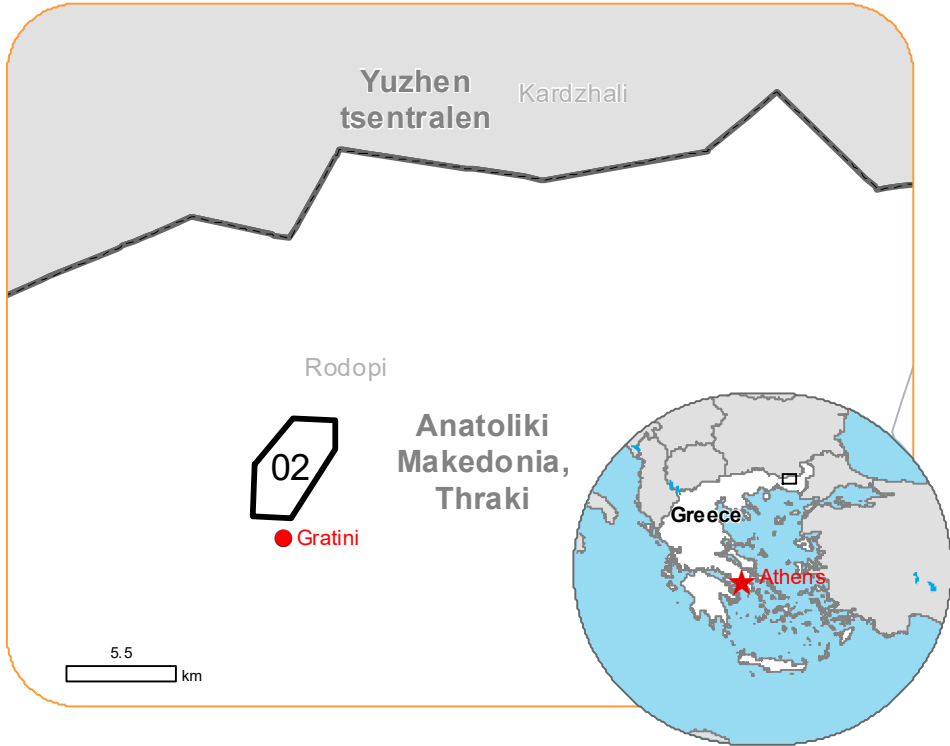 Yuzhen
tsentralen
Kardzhali
Rodopi
Anatoliki
Makedonia,
Thraki
02
Gratini
Greece
Athens
5.5
km